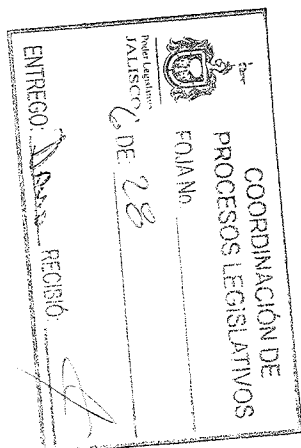 COORDINACIÓN DE
PROCESOS LEGISLATIVOS
Poder Legislativo
JALISCO
FOJA No.
6 DE 28
ENTREGO:
RECIBIÓ: